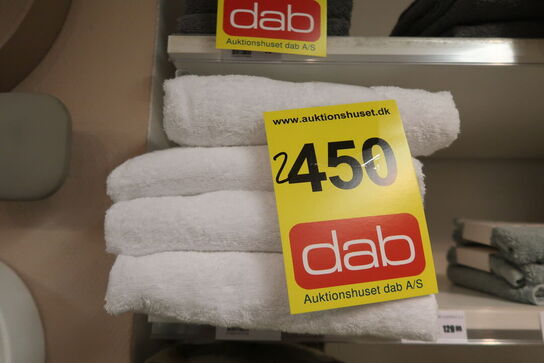 dab
Auktionshuset dab A/S
www.auktionshuset.dk
2450
dab
Auktionshuset dab A/S
129